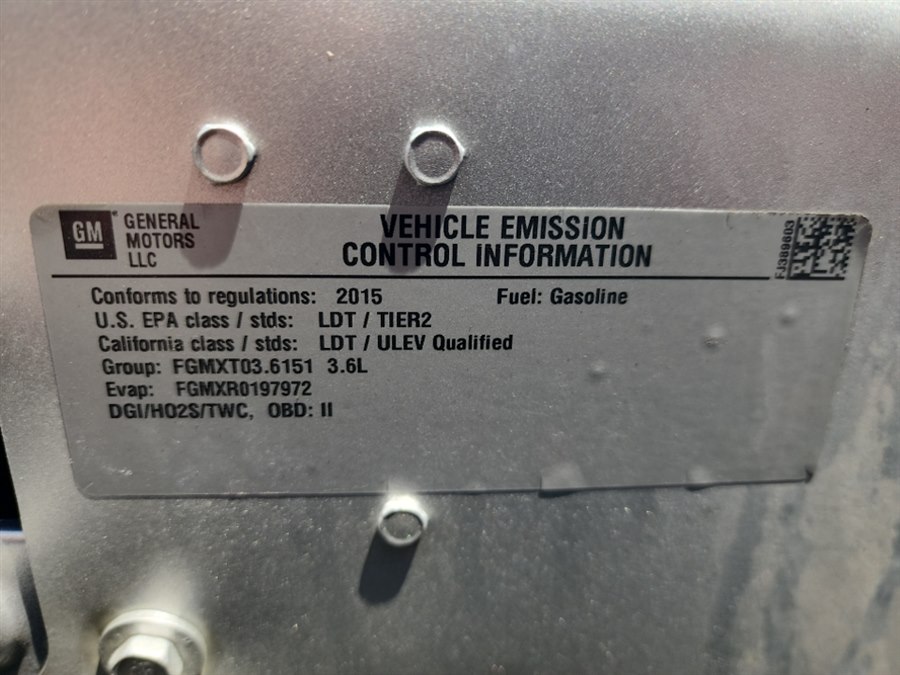 GM
GENERAL
MOTORS
LLC
VEHICLE EMISSION
CONTROL INFORMATION
FJ389603
Conforms to regulations: 2015 Fuel: Gasoline
U.S. EPA class / stds: LDT / TIER2
California class / stds: LDT / ULEV Qualified
Group: FGMXT03.6151 3.6L
Evap: FGMXR0197972
DGI/HO2S/TWC, OBD: II